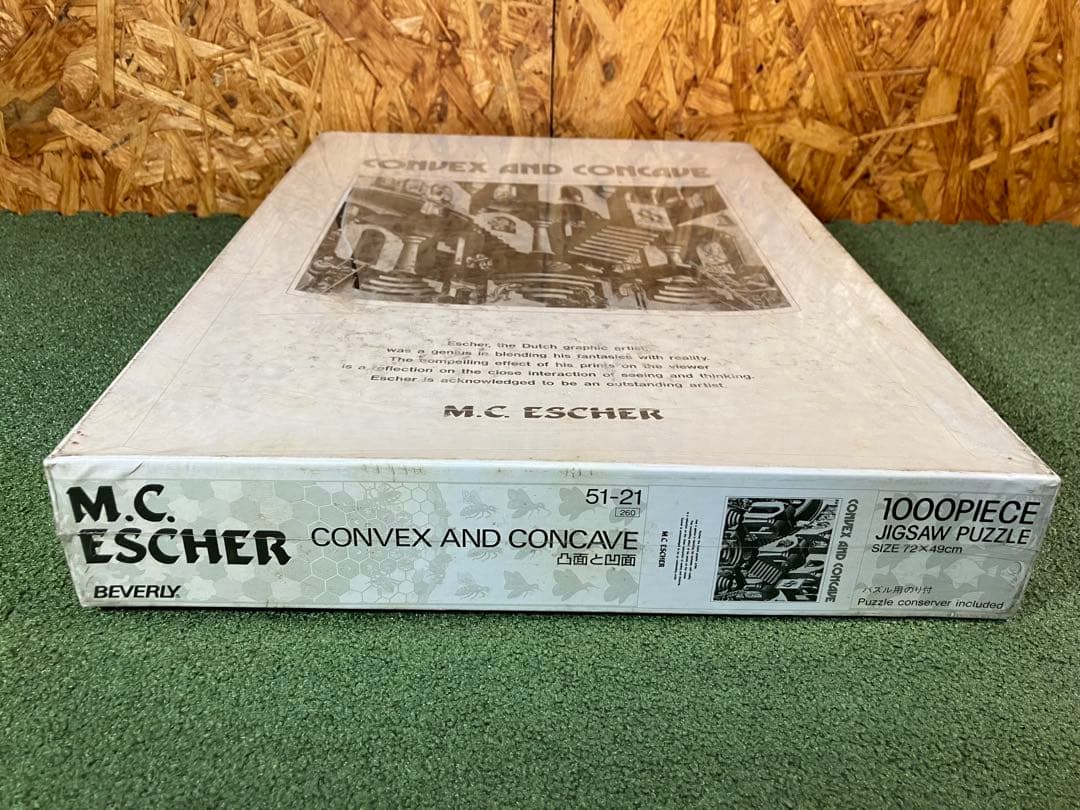 CONVEX AND CONCAVE
Escher, the Dutch graphic artist,
was a genius in blending his fantasies with reality.
The compelling effect of his prints on the viewer
is a reflection on the close interaction of seeing and thinking.
Escher is acknowledged to be an outstanding artist.
M.C. ESCHER
M.C.
ESCHER
BEVERLY
CONVEX AND CONCAVE
凸面と凹面
51-21
260
M.C. ESCHER
CONVEX AND CONCAVE
1000PIECE
JIGSAW PUZZLE
SIZE 72×49cm
パズル用のり付
Puzzle conserver included